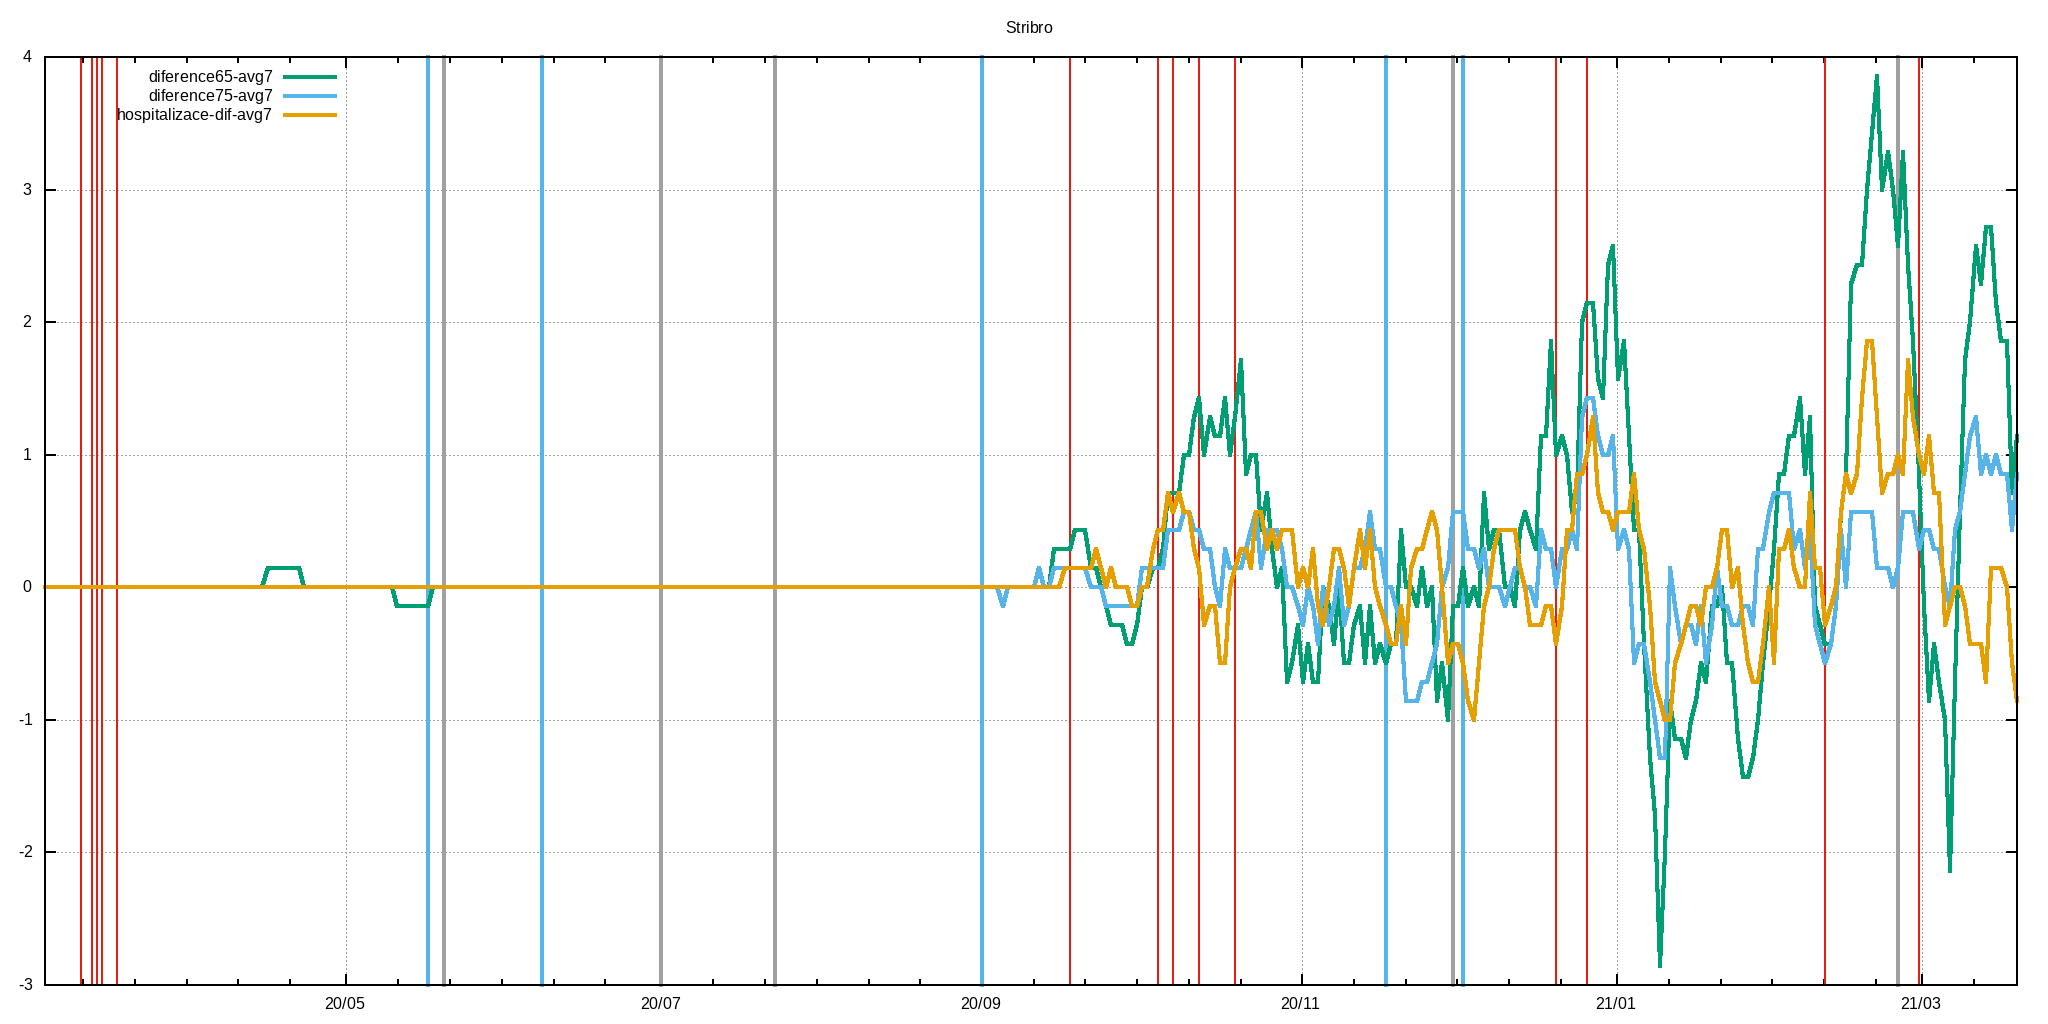 Stribro
4
diference65-avg7
diference75-avg7
hospitalizace-dif-avg7
3
2
1
0
-1
-2
-3
20/05 20/07 20/09 20/11 21/01 21/03